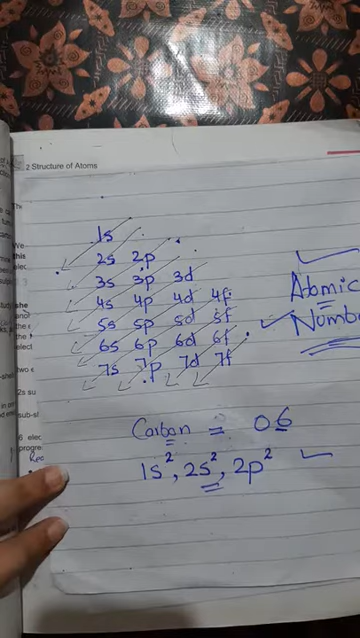 2 Structure of Atoms
1s
2s 2p
3s 3p 3d
4s 4p 4d 4f
5s 5p 5d 5f
6s 6p 6d 6f
7s 7p 7d 7f
Atomic
Number
Carbon = 06
1s², 2s², 2p²